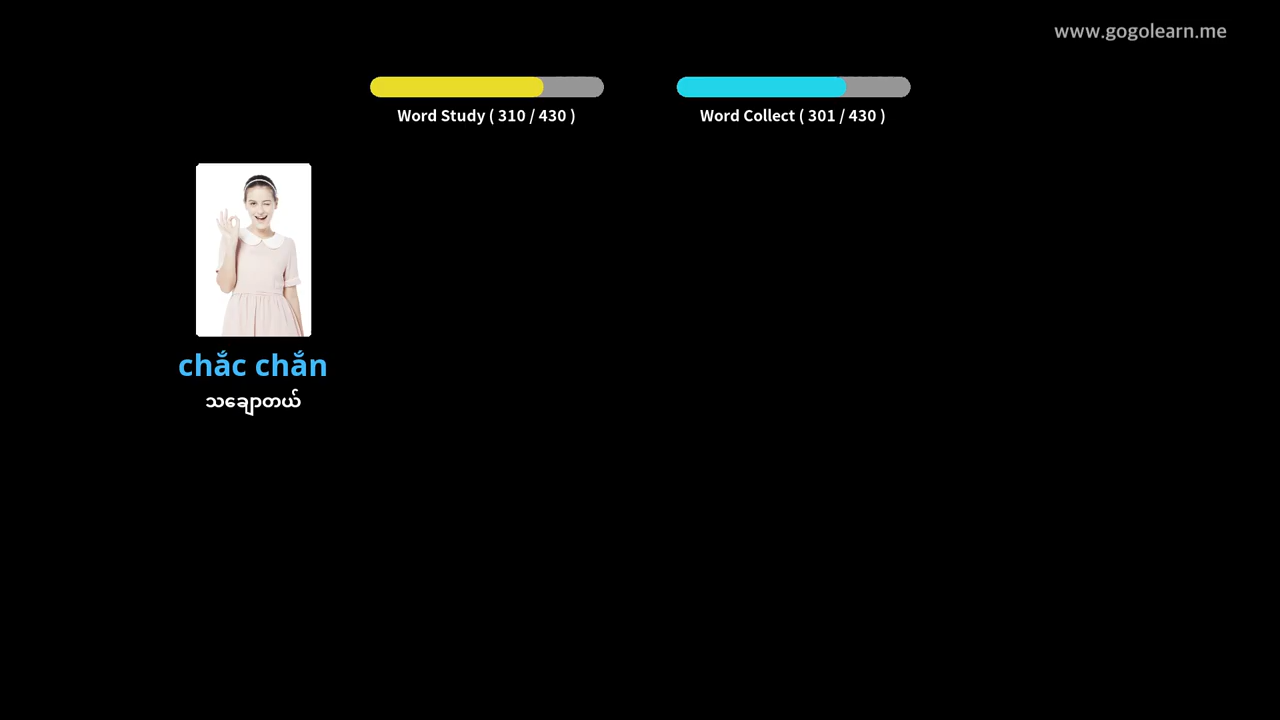 www.gogolearn.me
Word Study ( 310 / 430 )
Word Collect ( 301 / 430 )
chắc chắn
သချောတယ်